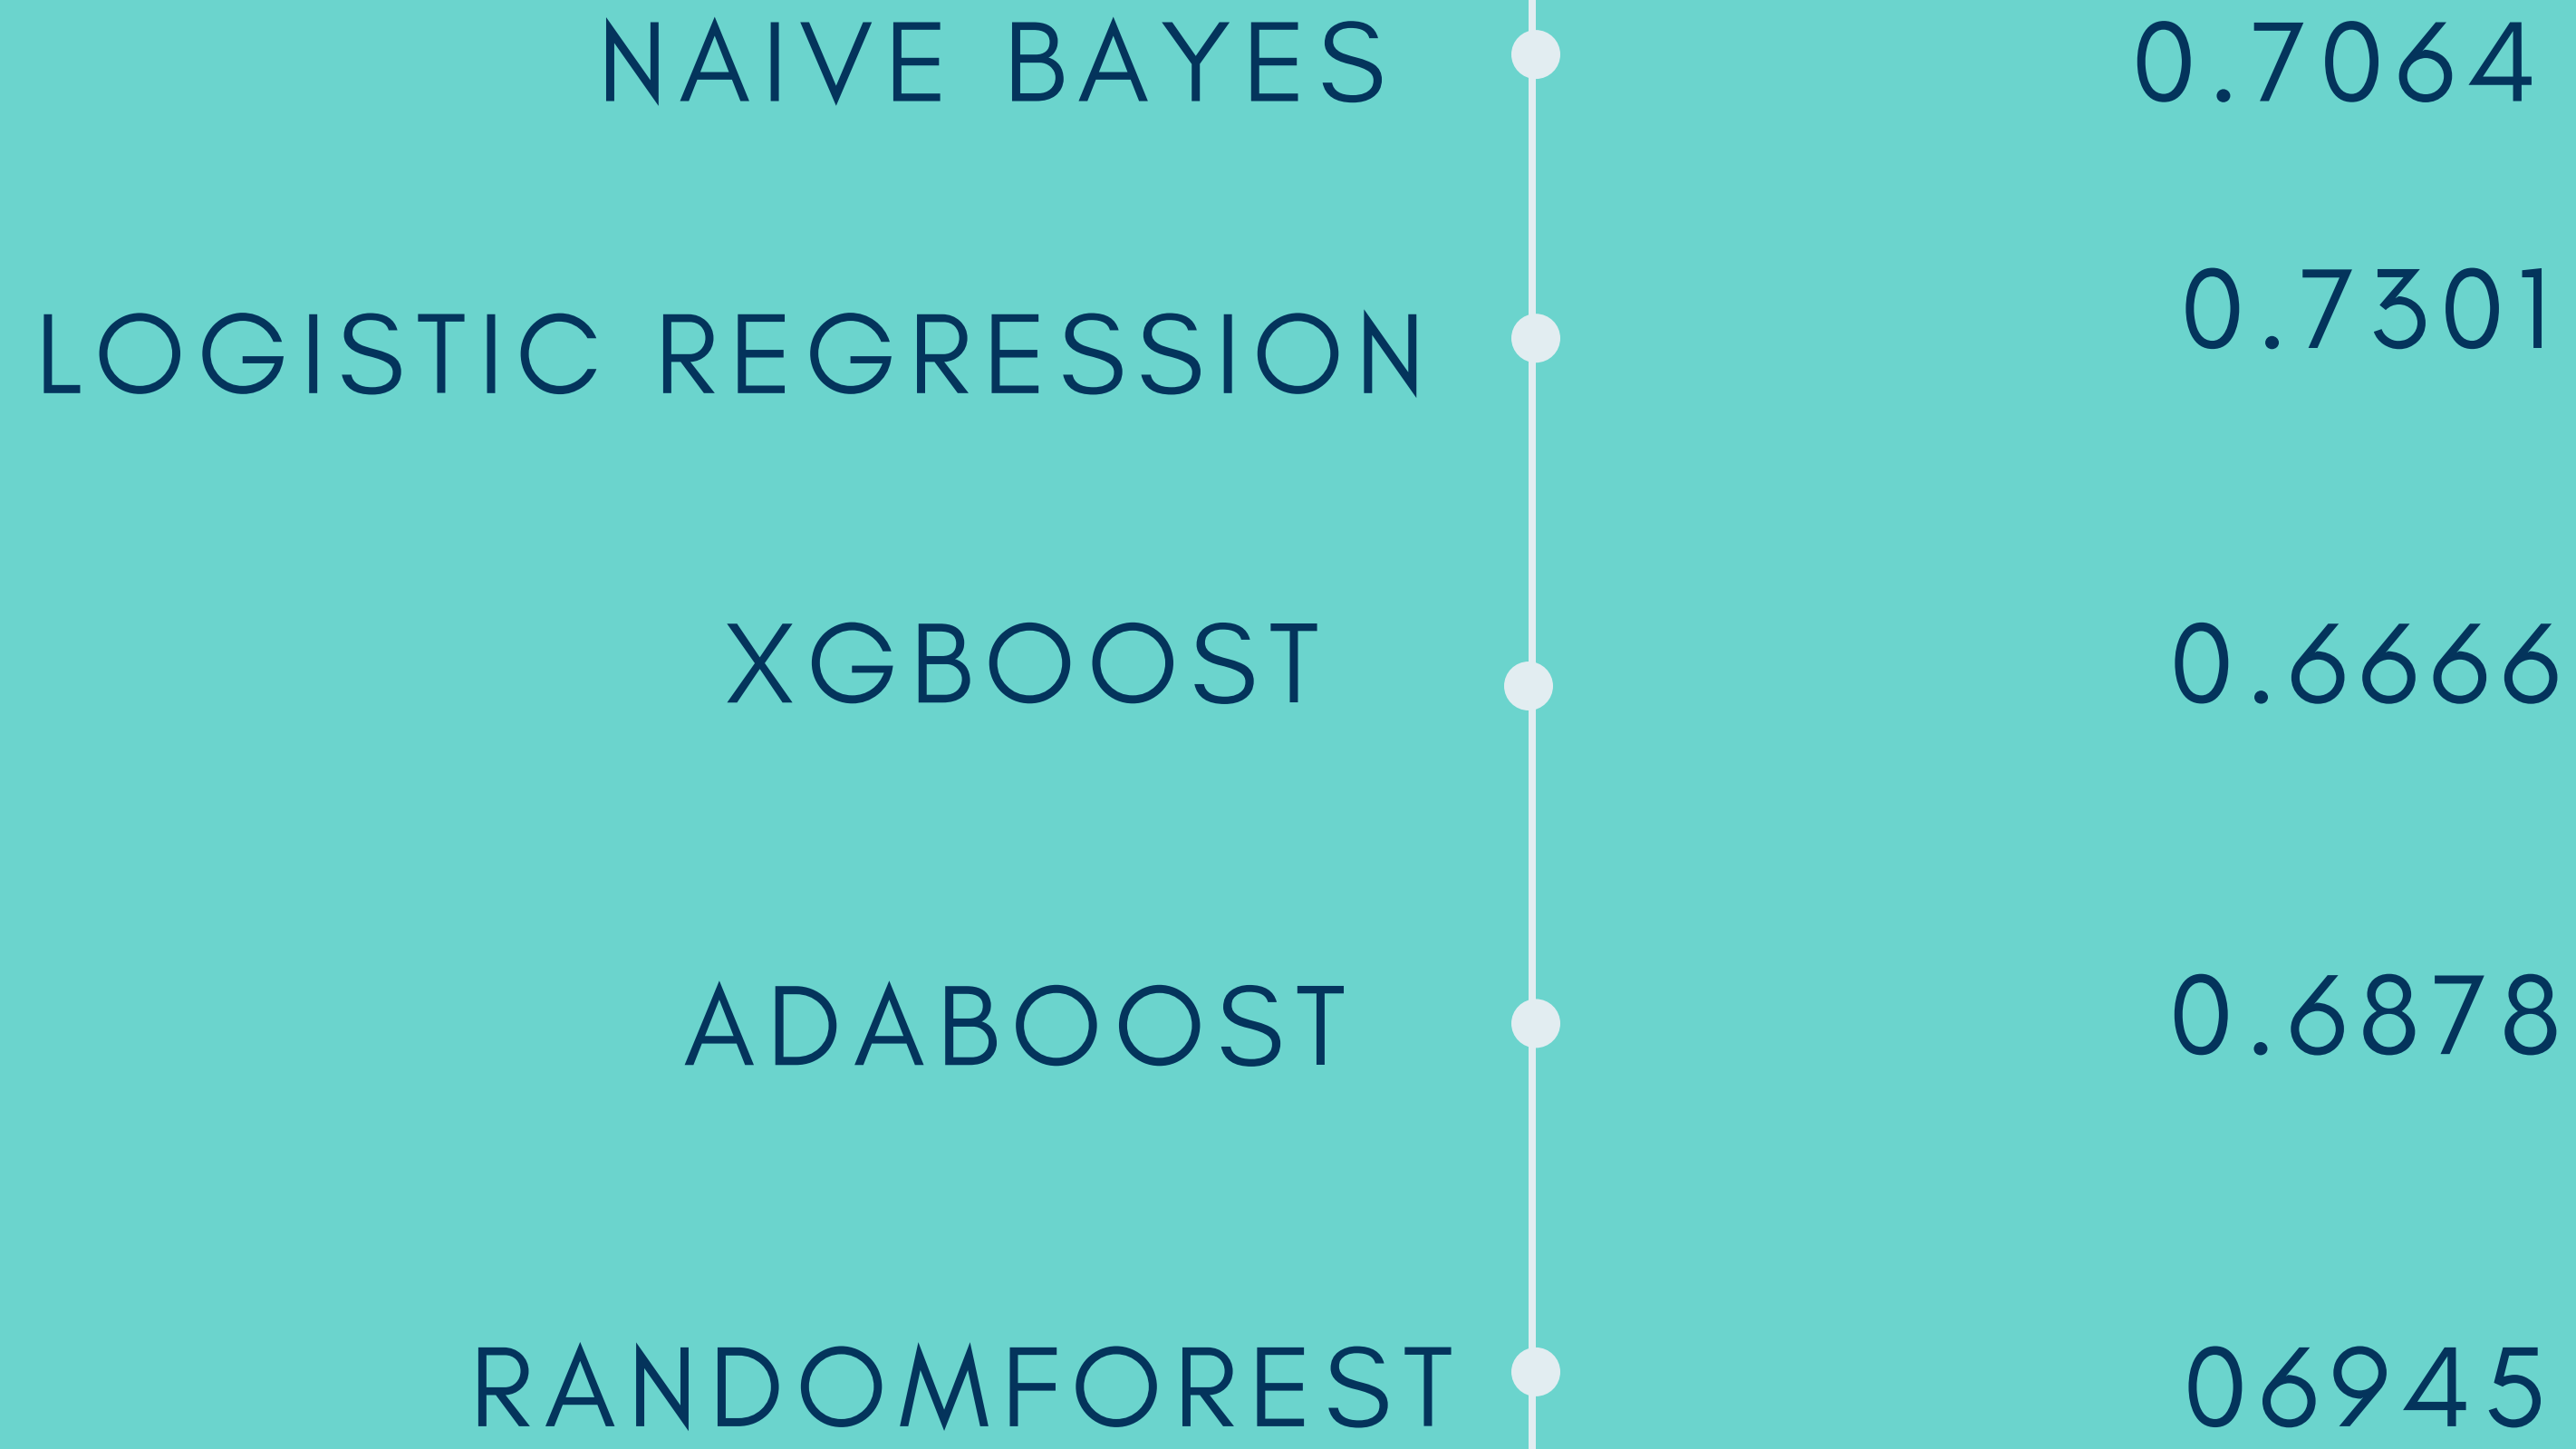 NAIVE BAYES 0.7064
LOGISTIC REGRESSION 0.7301
XGBOOST 0.6666
ADABOOST 0.6878
RANDOMFOREST 06945